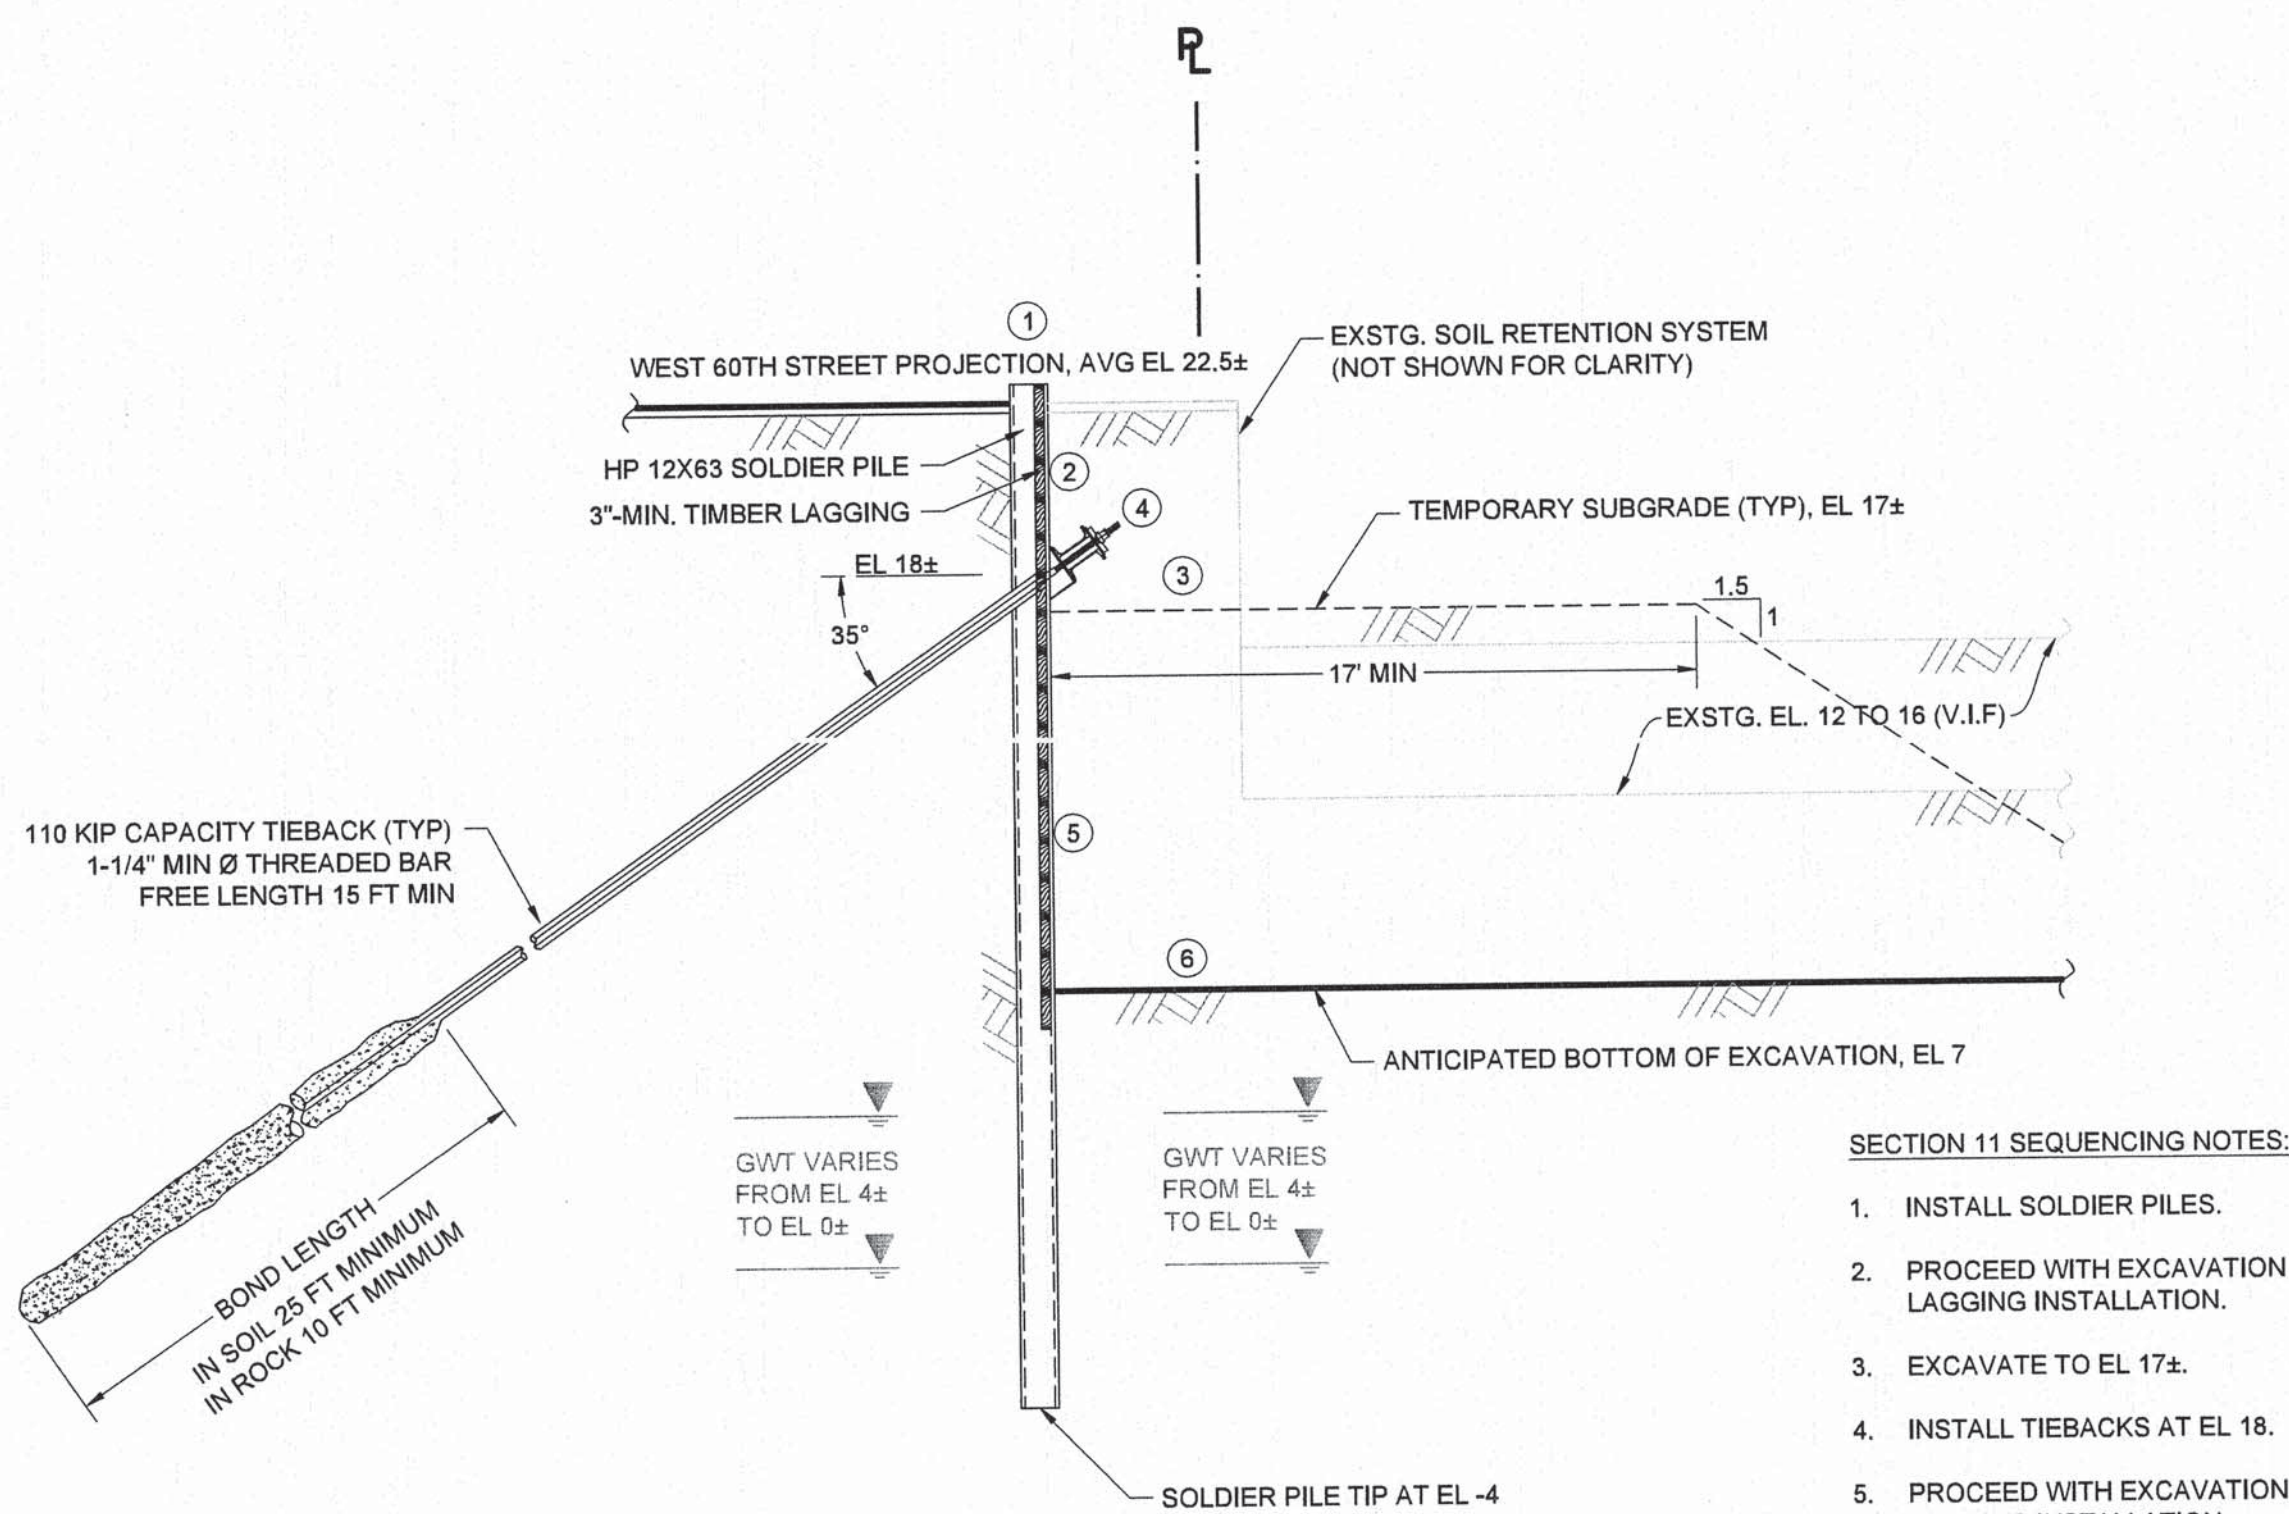 PL
1
WEST 60TH STREET PROJECTION, AVG EL 22.5±
EXSTG. SOIL RETENTION SYSTEM
(NOT SHOWN FOR CLARITY)
HP 12X63 SOLDIER PILE
2
3"-MIN. TIMBER LAGGING
4
TEMPORARY SUBGRADE (TYP), EL 17±
EL 18±
3
1.5
1
35°
17' MIN
EXSTG. EL. 12 TO 16 (V.I.F)
110 KIP CAPACITY TIEBACK (TYP)
1-1/4" MIN Ø THREADED BAR
FREE LENGTH 15 FT MIN
5
6
ANTICIPATED BOTTOM OF EXCAVATION, EL 7
GWT VARIES
FROM EL 4±
TO EL 0±
GWT VARIES
FROM EL 4±
TO EL 0±
BOND LENGTH
IN SOIL 25 FT MINIMUM
IN ROCK 10 FT MINIMUM
SOLDIER PILE TIP AT EL -4
SECTION 11 SEQUENCING NOTES:
1. INSTALL SOLDIER PILES.
2. PROCEED WITH EXCAVATION
LAGGING INSTALLATION.
3. EXCAVATE TO EL 17±.
4. INSTALL TIEBACKS AT EL 18.
5. PROCEED WITH EXCAVATION